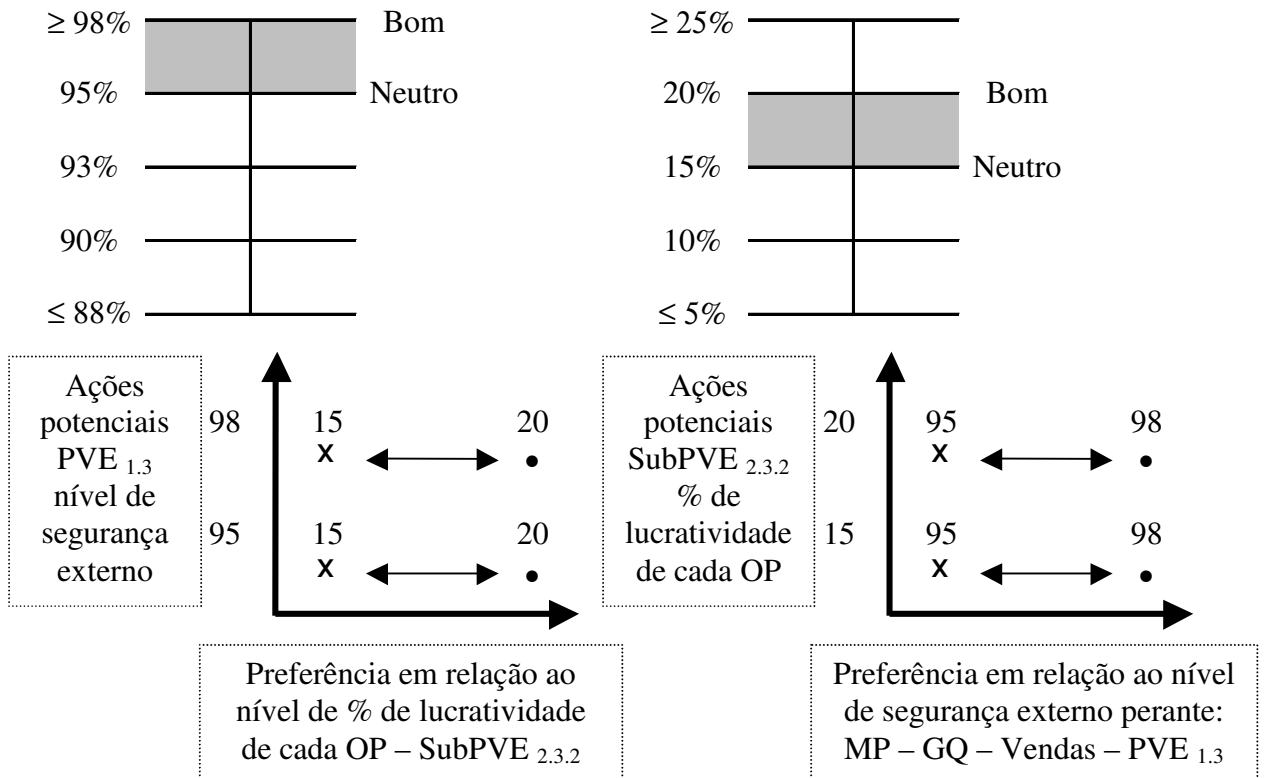 ≥ 98% Bom
95% Neutro
93%
90%
≤ 88%
≥ 25%
20% Bom
15% Neutro
10%
≤ 5%
Ações
potenciais
PVE 1.3
nível de
segurança
externo
98 15 20
x
95 15 20
x
Preferência em relação ao
nível de % de lucratividade
de cada OP – SubPVE 2.3.2
Ações
potenciais
SubPVE 2.3.2
% de
lucratividade
de cada OP
20 95 98
x
15 95 98
x
Preferência em relação ao nível
de segurança externo perante:
MP – GQ – Vendas – PVE 1.3